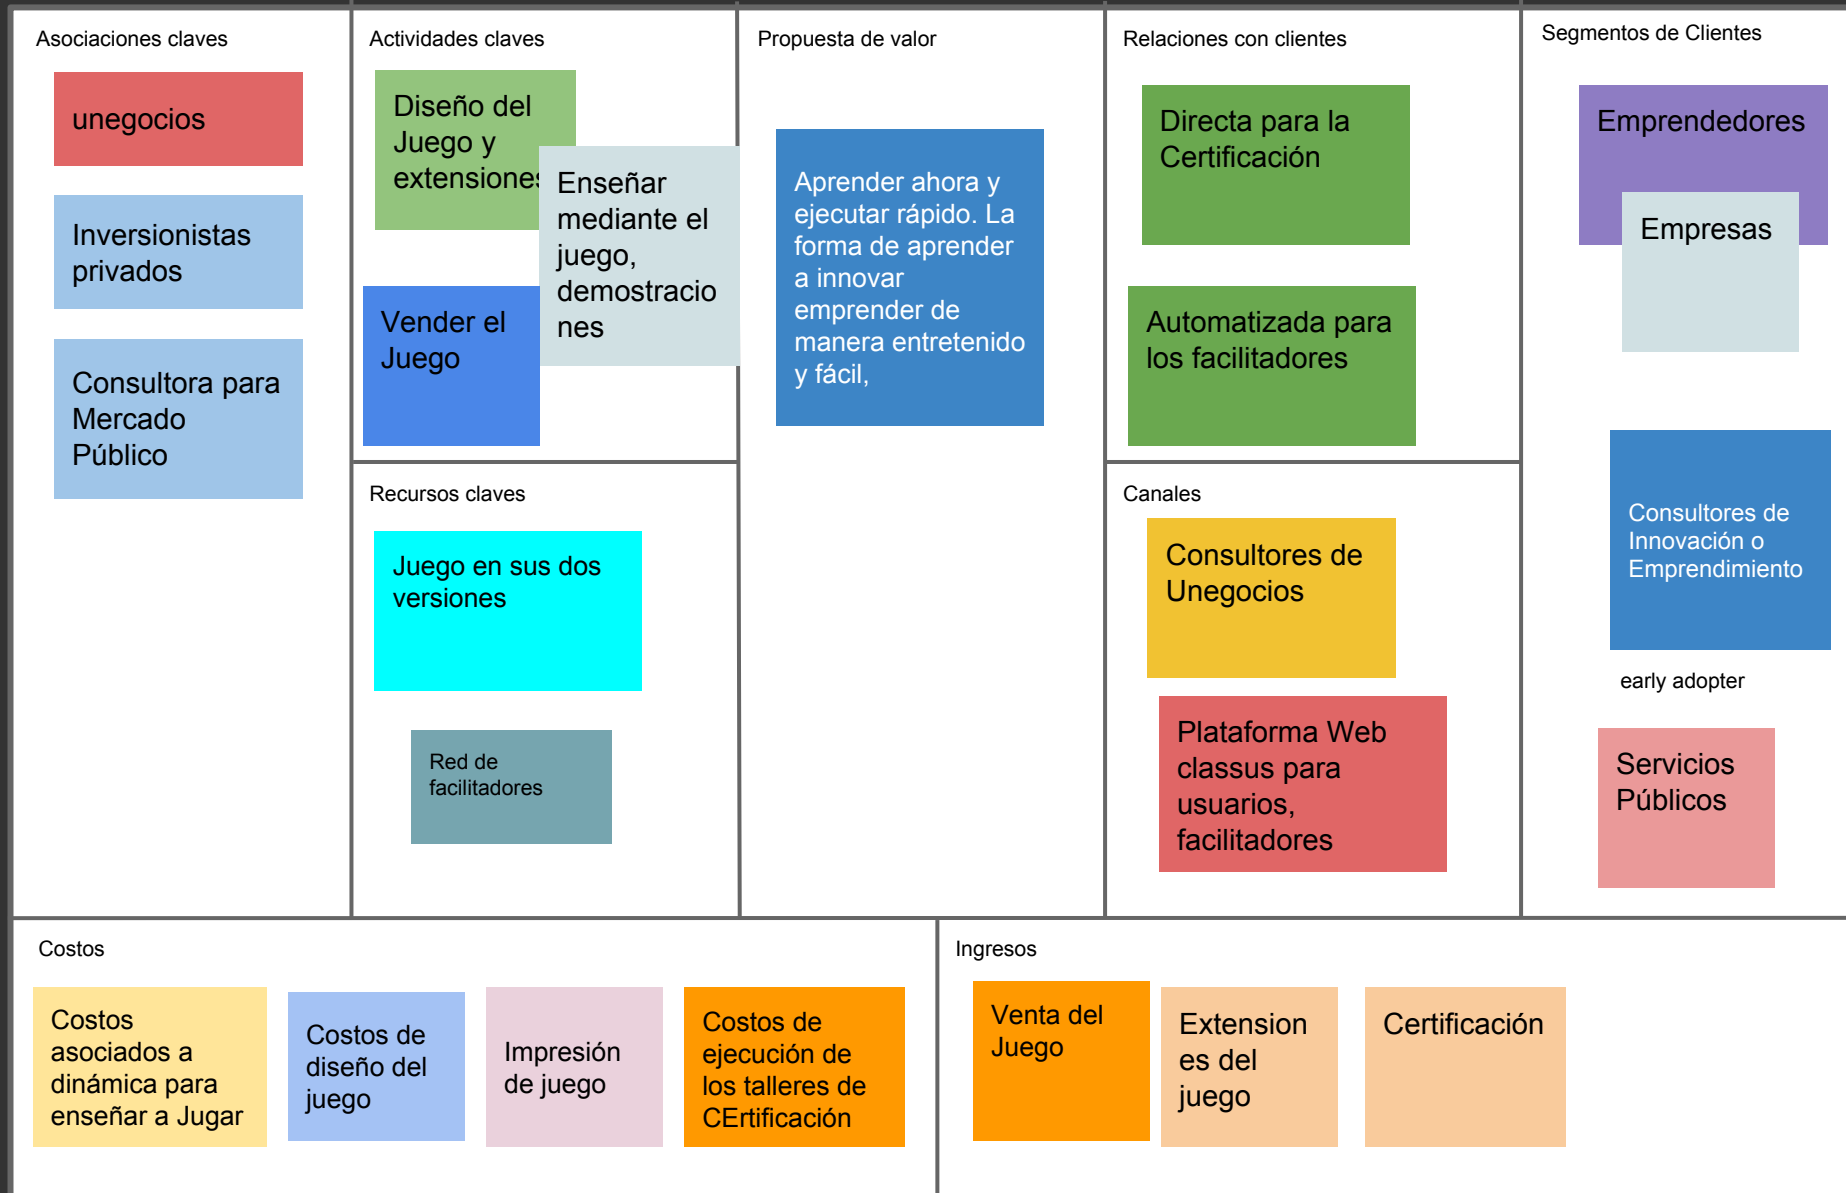 Asociaciones claves
unegocios
Inversionistas
privados
Consultora para
Mercado
Público
Actividades claves
Diseño del
Juego y
extensiones
Enseñar
mediante el
juego,
demostracio
nes
Vender el
Juego
Recursos claves
Juego en sus dos
versiones
Red de
facilitadores
Propuesta de valor
Aprender ahora y
ejecutar rápido. La
forma de aprender
a innovar
emprender de
manera entretenido
y fácil,
Relaciones con clientes
Directa para la
Certificación
Automatizada para
los facilitadores
Canales
Consultores de
Unegocios
Plataforma Web
classus para
usuarios,
facilitadores
Segmentos de Clientes
Emprendedores
Empresas
Consultores de
Innovación o
Emprendimiento
early adopter
Servicios
Públicos
Costos
Costos
asociados a
dinámica para
enseñar a Jugar
Costos de
diseño del
juego
Impresión
de juego
Costos de
ejecución de
los talleres de
CErtificación
Ingresos
Venta del
Juego
Extension
es del
juego
Certificación